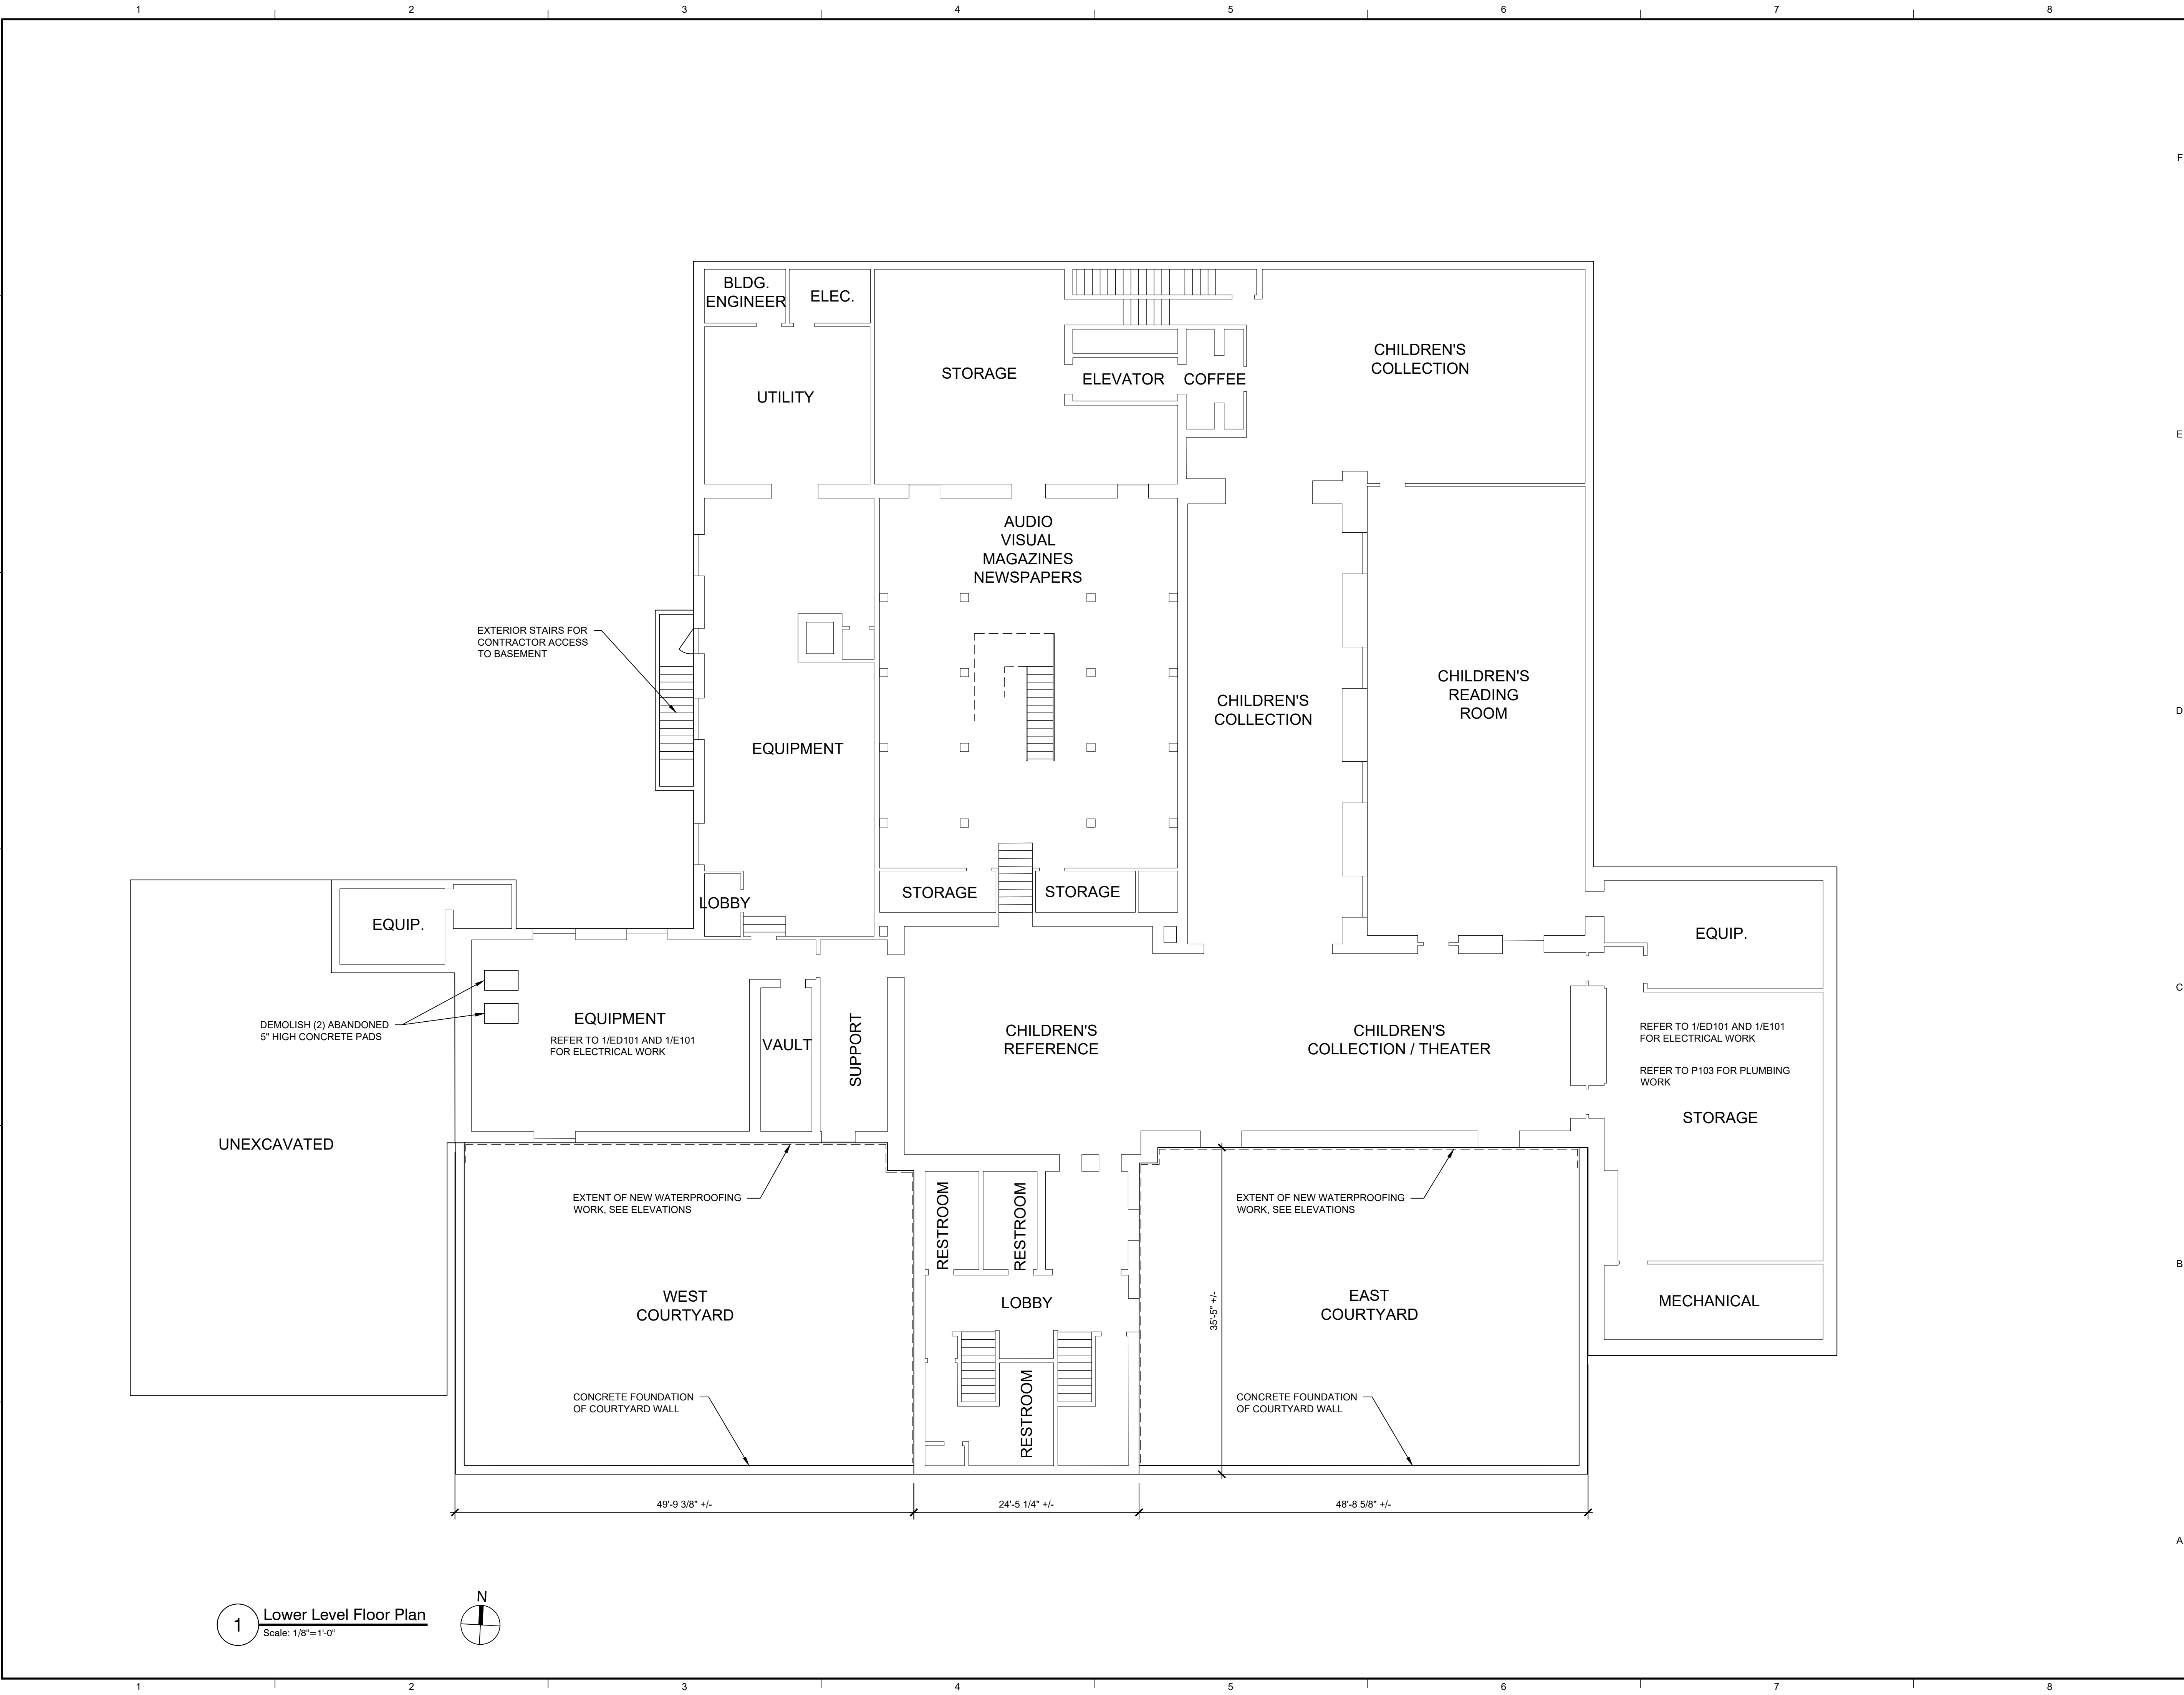 1 2 3 4 5 6 7 8
F
BLDG.
ENGINEER
ELEC.
STORAGE
CHILDREN'S
COLLECTION
ELEVATOR
COFFEE
UTILITY
E
AUDIO
VISUAL
MAGAZINES
NEWSPAPERS
EXTERIOR STAIRS FOR
CONTRACTOR ACCESS
TO BASEMENT
CHILDREN'S
READING
ROOM
CHILDREN'S
COLLECTION
D
EQUIPMENT
STORAGE
STORAGE
LOBBY
EQUIP.
EQUIP.
C
DEMOLISH (2) ABANDONED
5" HIGH CONCRETE PADS
EQUIPMENT
REFER TO 1/ED101 AND 1/E101
FOR ELECTRICAL WORK
VAULT
SUPPORT
CHILDREN'S
REFERENCE
CHILDREN'S
COLLECTION / THEATER
REFER TO 1/ED101 AND 1/E101
FOR ELECTRICAL WORK
REFER TO P103 FOR PLUMBING
WORK
STORAGE
UNEXCAVATED
EXTENT OF NEW WATERPROOFING
WORK, SEE ELEVATIONS
RESTROOM
RESTROOM
EXTENT OF NEW WATERPROOFING
WORK, SEE ELEVATIONS
B
WEST
COURTYARD
LOBBY
35'-5" +/-
EAST
COURTYARD
MECHANICAL
CONCRETE FOUNDATION
OF COURTYARD WALL
RESTROOM
CONCRETE FOUNDATION
OF COURTYARD WALL
49'-9 3/8" +/-
24'-5 1/4" +/-
48'-8 5/8" +/-
A
1
Lower Level Floor Plan
Scale: 1/8"=1'-0"
N
1 2 3 4 5 6 7 8